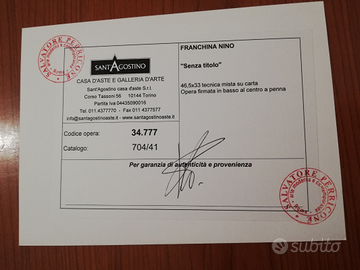 SALVATORE PERRICONE
SANT'AGOSTINO
CASA D'ASTE E GALLERIA D'ARTE
Sant'Agostino casa d'aste S.r.l.
Corso Tassoni 56 10144 Torino
Partita Iva 04435090016
Tel. 011.4377770 - Fax 011.4377577
info@santagostinoaste.it - www.santagostinoaste.it
FRANCHINA NINO
"Senza titolo"
46,5x33 tecnica mista su carta
Opera firmata in basso al centro a penna
Codice opera: 34.777
Catalogo: 704/41
Per garanzia di autenticità e provenienza
SALVATORE PERRICONE
subito